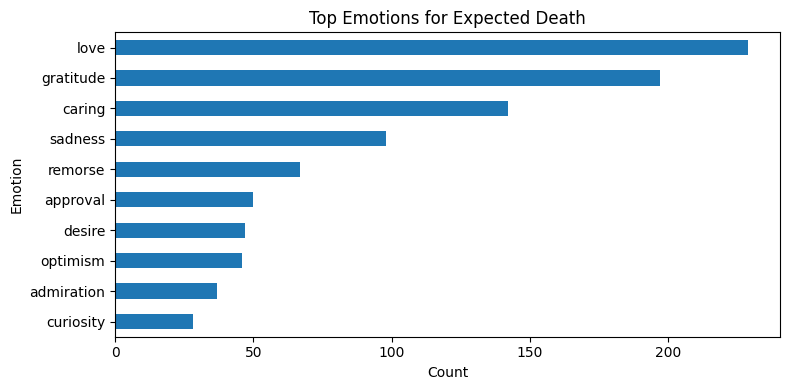 Top Emotions for Expected Death
Emotion
love
gratitude
caring
sadness
remorse
approval
desire
optimism
admiration
curiosity
0 50 100 150 200
Count